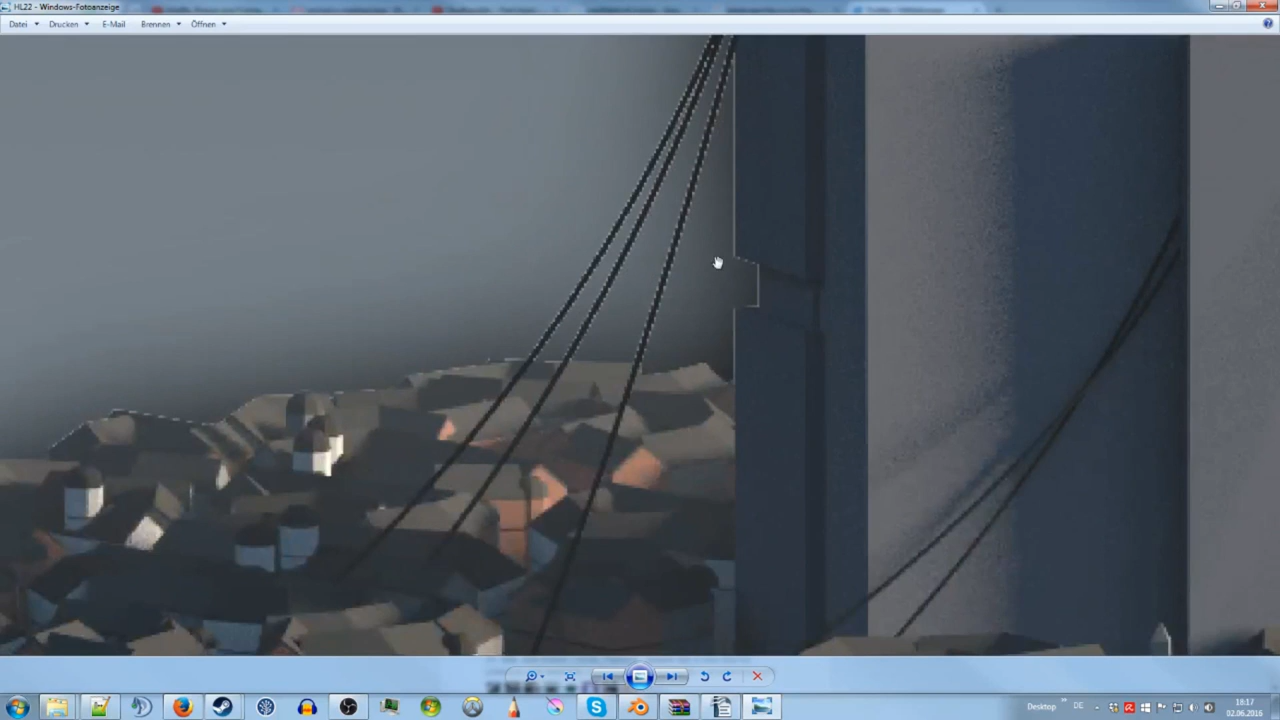 HL22 - Windows-Fotoanzeige
Datei Drucken E-Mail Brennen Öffnen
Desktop DE 18:17
02.06.2016